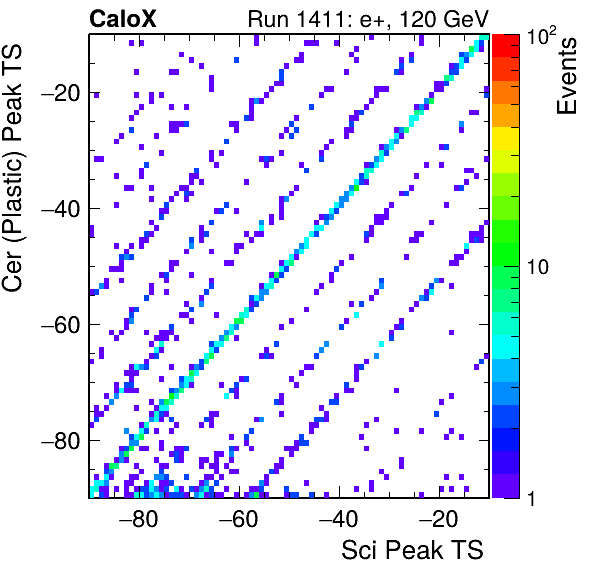 CaloX Run 1411: e+, 120 GeV
Cer (Plastic) Peak TS
−20
−40
−60
−80
−80 −60 −40 −20
Sci Peak TS
10²
10
1
Events